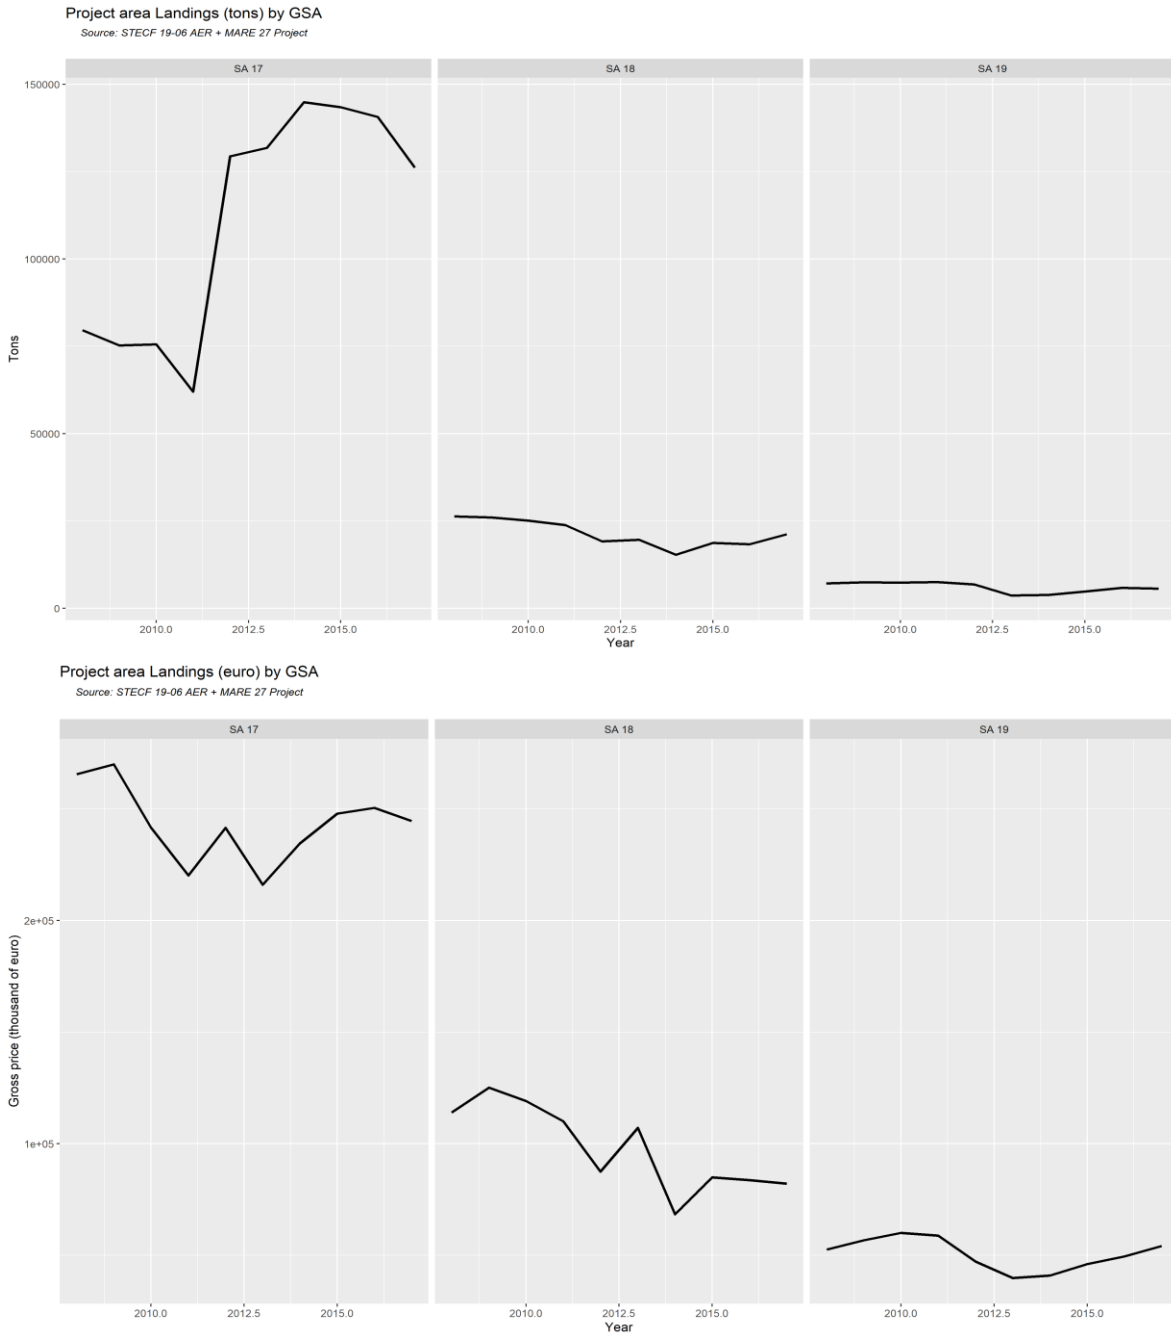 Project area Landings (tons) by GSA
Source: STECF 19-06 AER + MARE 27 Project
SA 17
SA 18
SA 19
150000
100000
50000
0
Tons
2010.0 2012.5 2015.0
2010.0 2012.5 2015.0
2010.0 2012.5 2015.0
Year
Project area Landings (euro) by GSA
Source: STECF 19-06 AER + MARE 27 Project
SA 17
SA 18
SA 19
2e+05
1e+05
Gross price (thousand of euro)
2010.0 2012.5 2015.0
2010.0 2012.5 2015.0
2010.0 2012.5 2015.0
Year